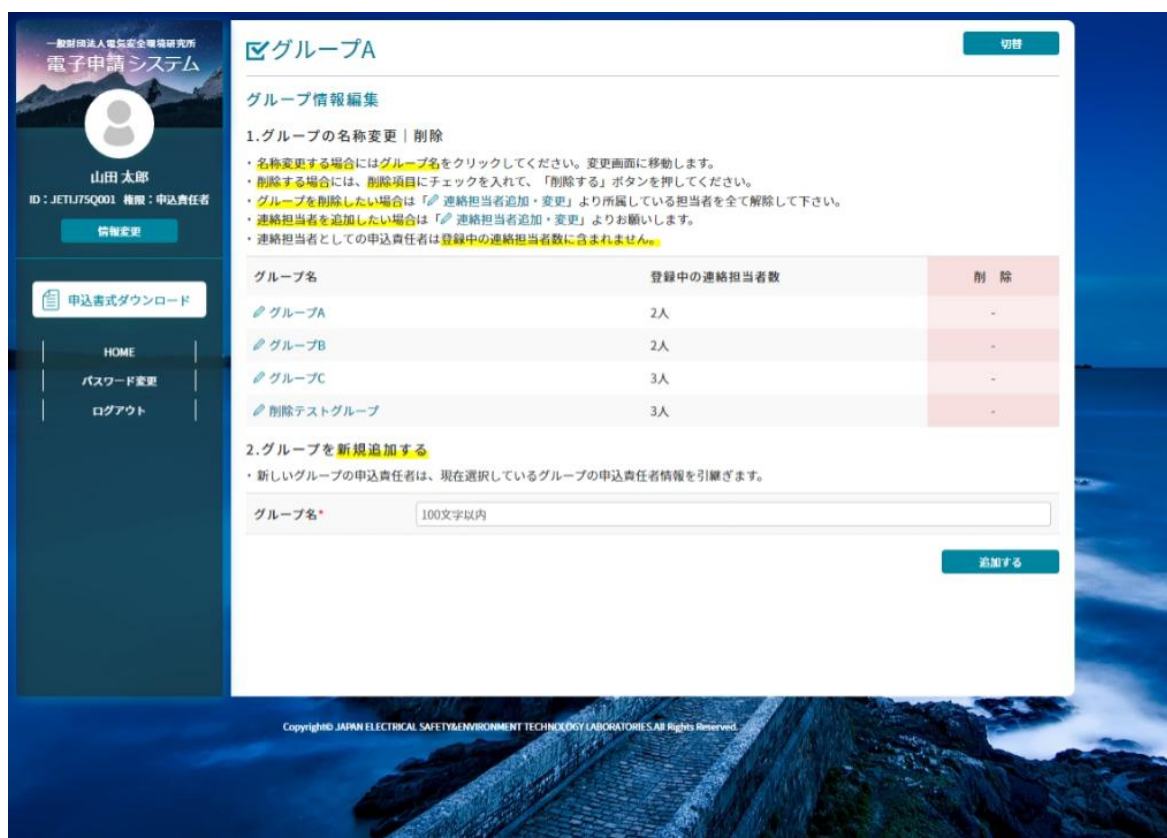 一般財団法人電気安全環境研究所
電子申請システム
山田 太郎
ID：JETIJ75Q001 権限：申込責任者
情報変更
申込書式ダウンロード
HOME
パスワード変更
ログアウト
グループA
切替
グループ情報編集
1.グループの名称変更｜削除
・名称変更する場合にはグループ名をクリックしてください。変更画面に移動します。
・削除する場合には、削除項目にチェックを入れて、「削除する」ボタンを押してください。
・グループを削除したい場合は「連絡担当者追加・変更」より所属している担当者を全て解除して下さい。
・連絡担当者を追加したい場合は「連絡担当者追加・変更」よりお願いします。
・連絡担当者としての申込責任者は登録中の連絡担当者数に含まれません。
グループ名 登録中の連絡担当者数 削　除
グループA 2人 -
グループB 2人 -
グループC 3人 -
削除テストグループ 3人 -
2.グループを新規追加する
・新しいグループの申込責任者は、現在選択しているグループの申込責任者情報を引継ぎます。
グループ名* 100文字以内
追加する
Copyright© JAPAN ELECTRICAL SAFETY&ENVIRONMENT TECHNOLOGY LABORATORIES.All Rights Reserved.